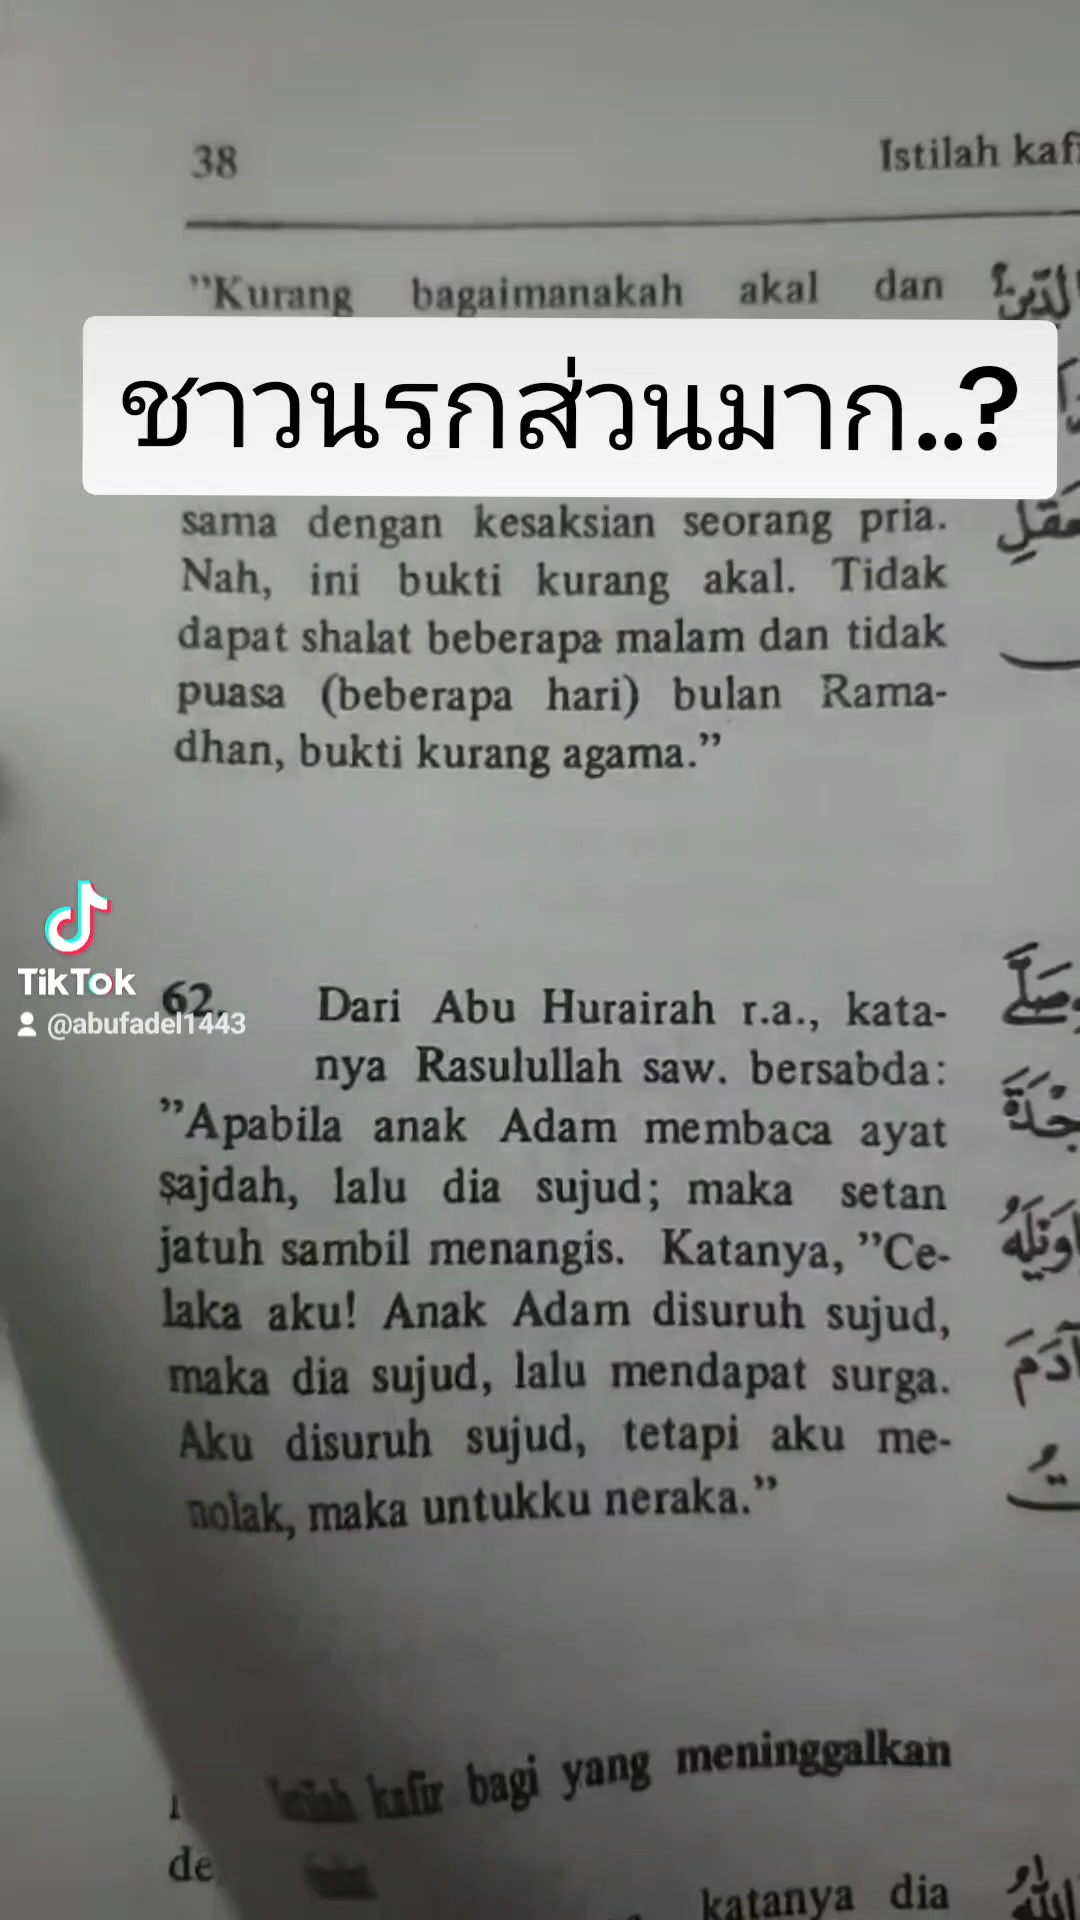 38
Istilah kafi
"Kurang bagaimanakah akal dan
ชาวนรกส่วนมาก..?
sama dengan kesaksian seorang pria.
Nah, ini bukti kurang akal. Tidak
dapat shalat beberapa malam dan tidak
puasa (beberapa hari) bulan Rama-
dhan, bukti kurang agama."
TikTok
@abufadel1443
62. Dari Abu Hurairah r.a., kata-
nya Rasulullah saw. bersabda:
"Apabila anak Adam membaca ayat
sajdah, lalu dia sujud; maka setan
jatuh sambil menangis. Katanya, "Ce-
laka aku! Anak Adam disuruh sujud,
maka dia sujud, lalu mendapat surga.
Aku disuruh sujud, tetapi aku me-
nolak, maka untukku neraka."
Istilah kafir bagi yang meninggalkan
de
katanya dia